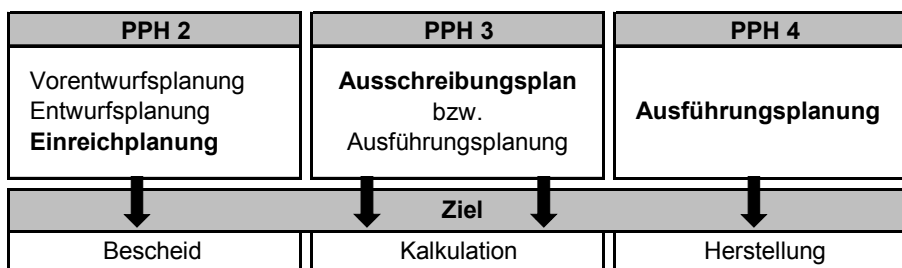 PPH 2
Vorentwurfsplanung
Entwurfsplanung
Einreichplanung
PPH 3
Ausschreibungsplan
bzw.
Ausführungsplanung
PPH 4
Ausführungsplanung
Ziel
Bescheid
Kalkulation
Herstellung